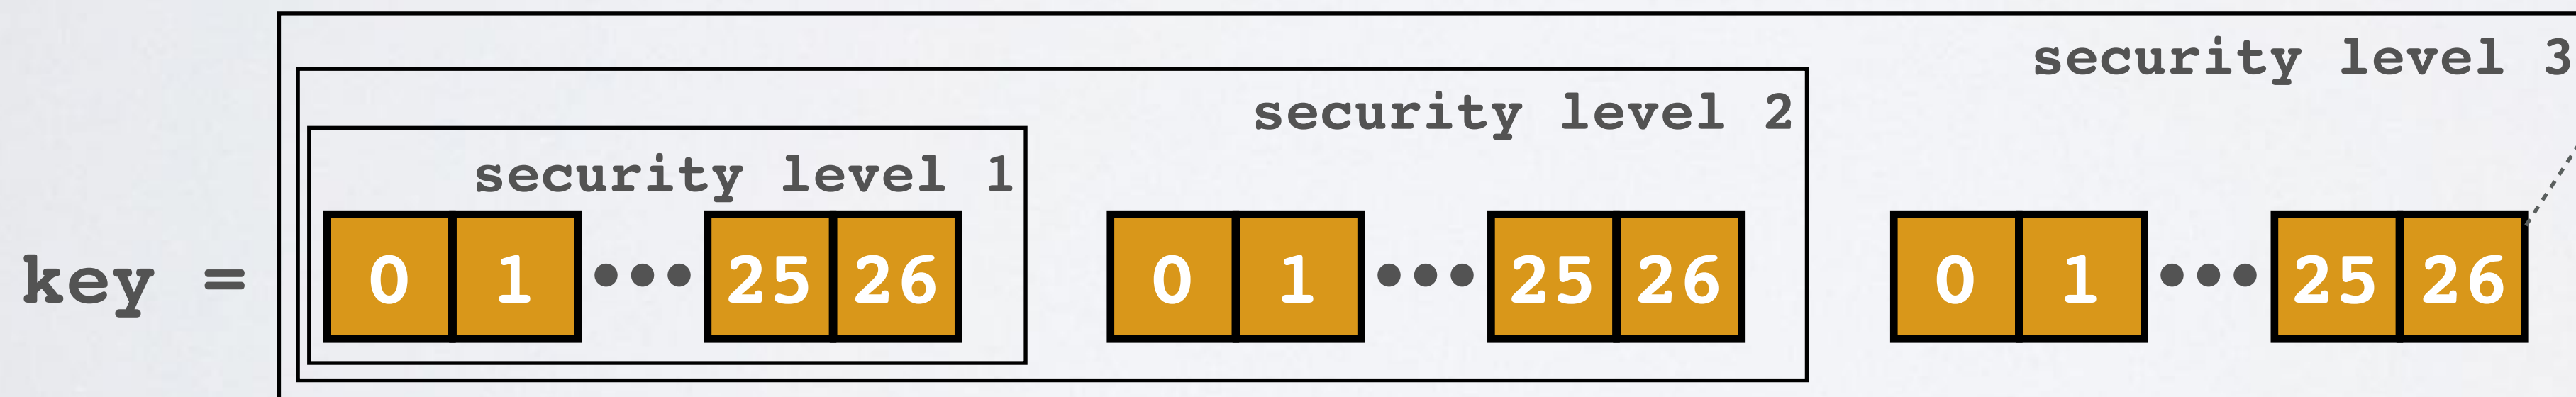 security level 3
security level 2
security level 1
key = 0 1 ••• 25 26 0 1 ••• 25 26 0 1 ••• 25 26